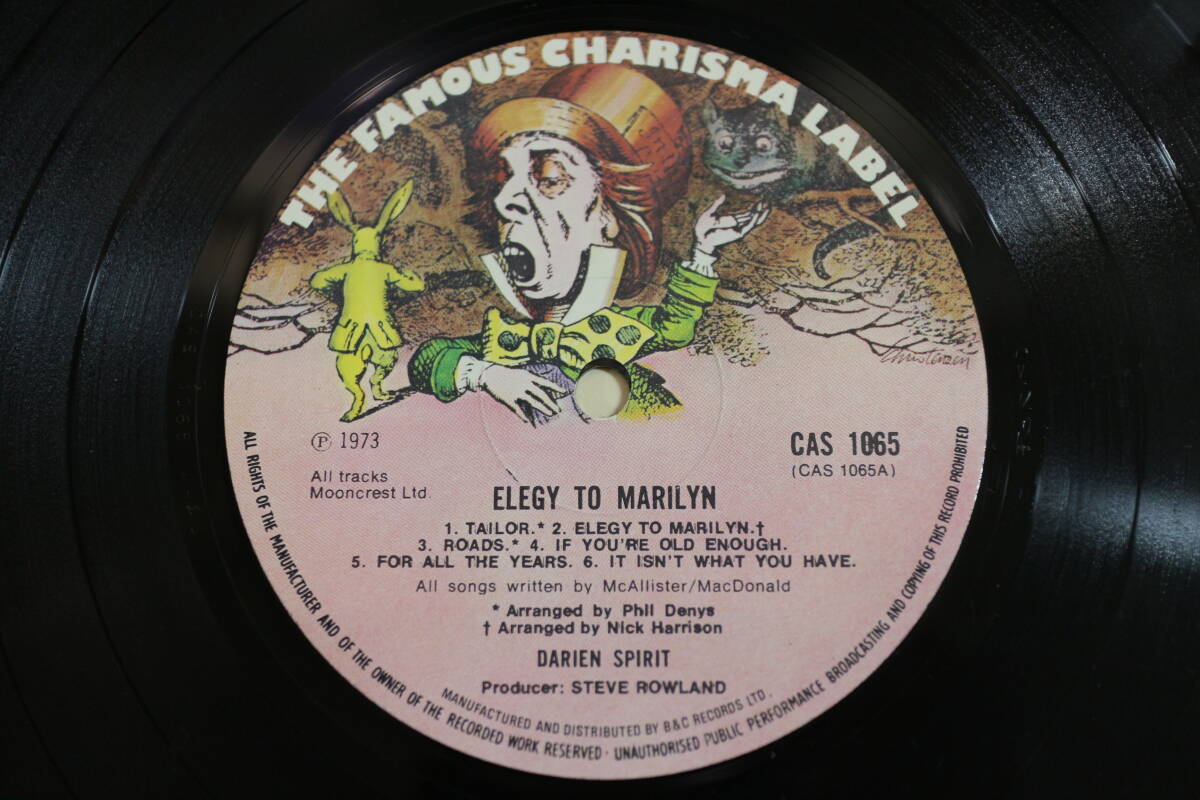 THE FAMOUS CHARISMA LABEL
Christensen
℗ 1973
CAS 1065
(CAS 1065A)
All tracks
Mooncrest Ltd.
ELEGY TO MARILYN
1. TAILOR.* 2. ELEGY TO MARILYN.†
3. ROADS.* 4. IF YOU'RE OLD ENOUGH.
5. FOR ALL THE YEARS. 6. IT ISN'T WHAT YOU HAVE.
All songs written by McAllister/MacDonald
* Arranged by Phil Denys
† Arranged by Nick Harrison
DARIEN SPIRIT
Producer: STEVE ROWLAND
MANUFACTURED AND DISTRIBUTED BY B&C RECORDS LTD.
ALL RIGHTS OF THE MANUFACTURER AND OF THE OWNER OF THE RECORDED WORK RESERVED · UNAUTHORISED PUBLIC PERFORMANCE BROADCASTING AND COPYING OF THIS RECORD PROHIBITED